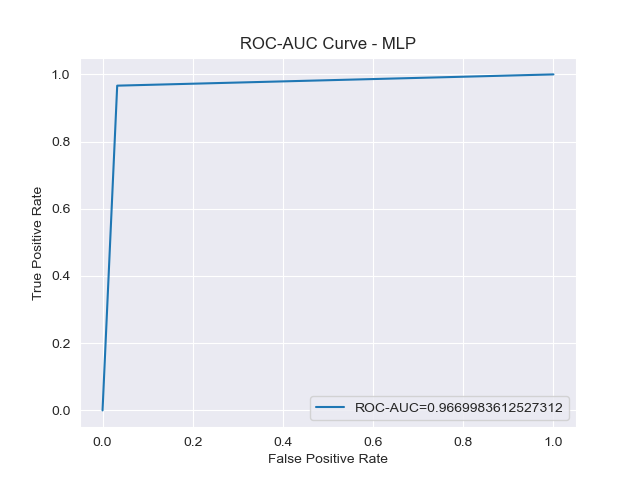 ROC-AUC Curve - MLP
1.0
0.8
0.6
0.4
0.2
0.0
True Positive Rate
ROC-AUC=0.9669983612527312
0.0 0.2 0.4 0.6 0.8 1.0
False Positive Rate